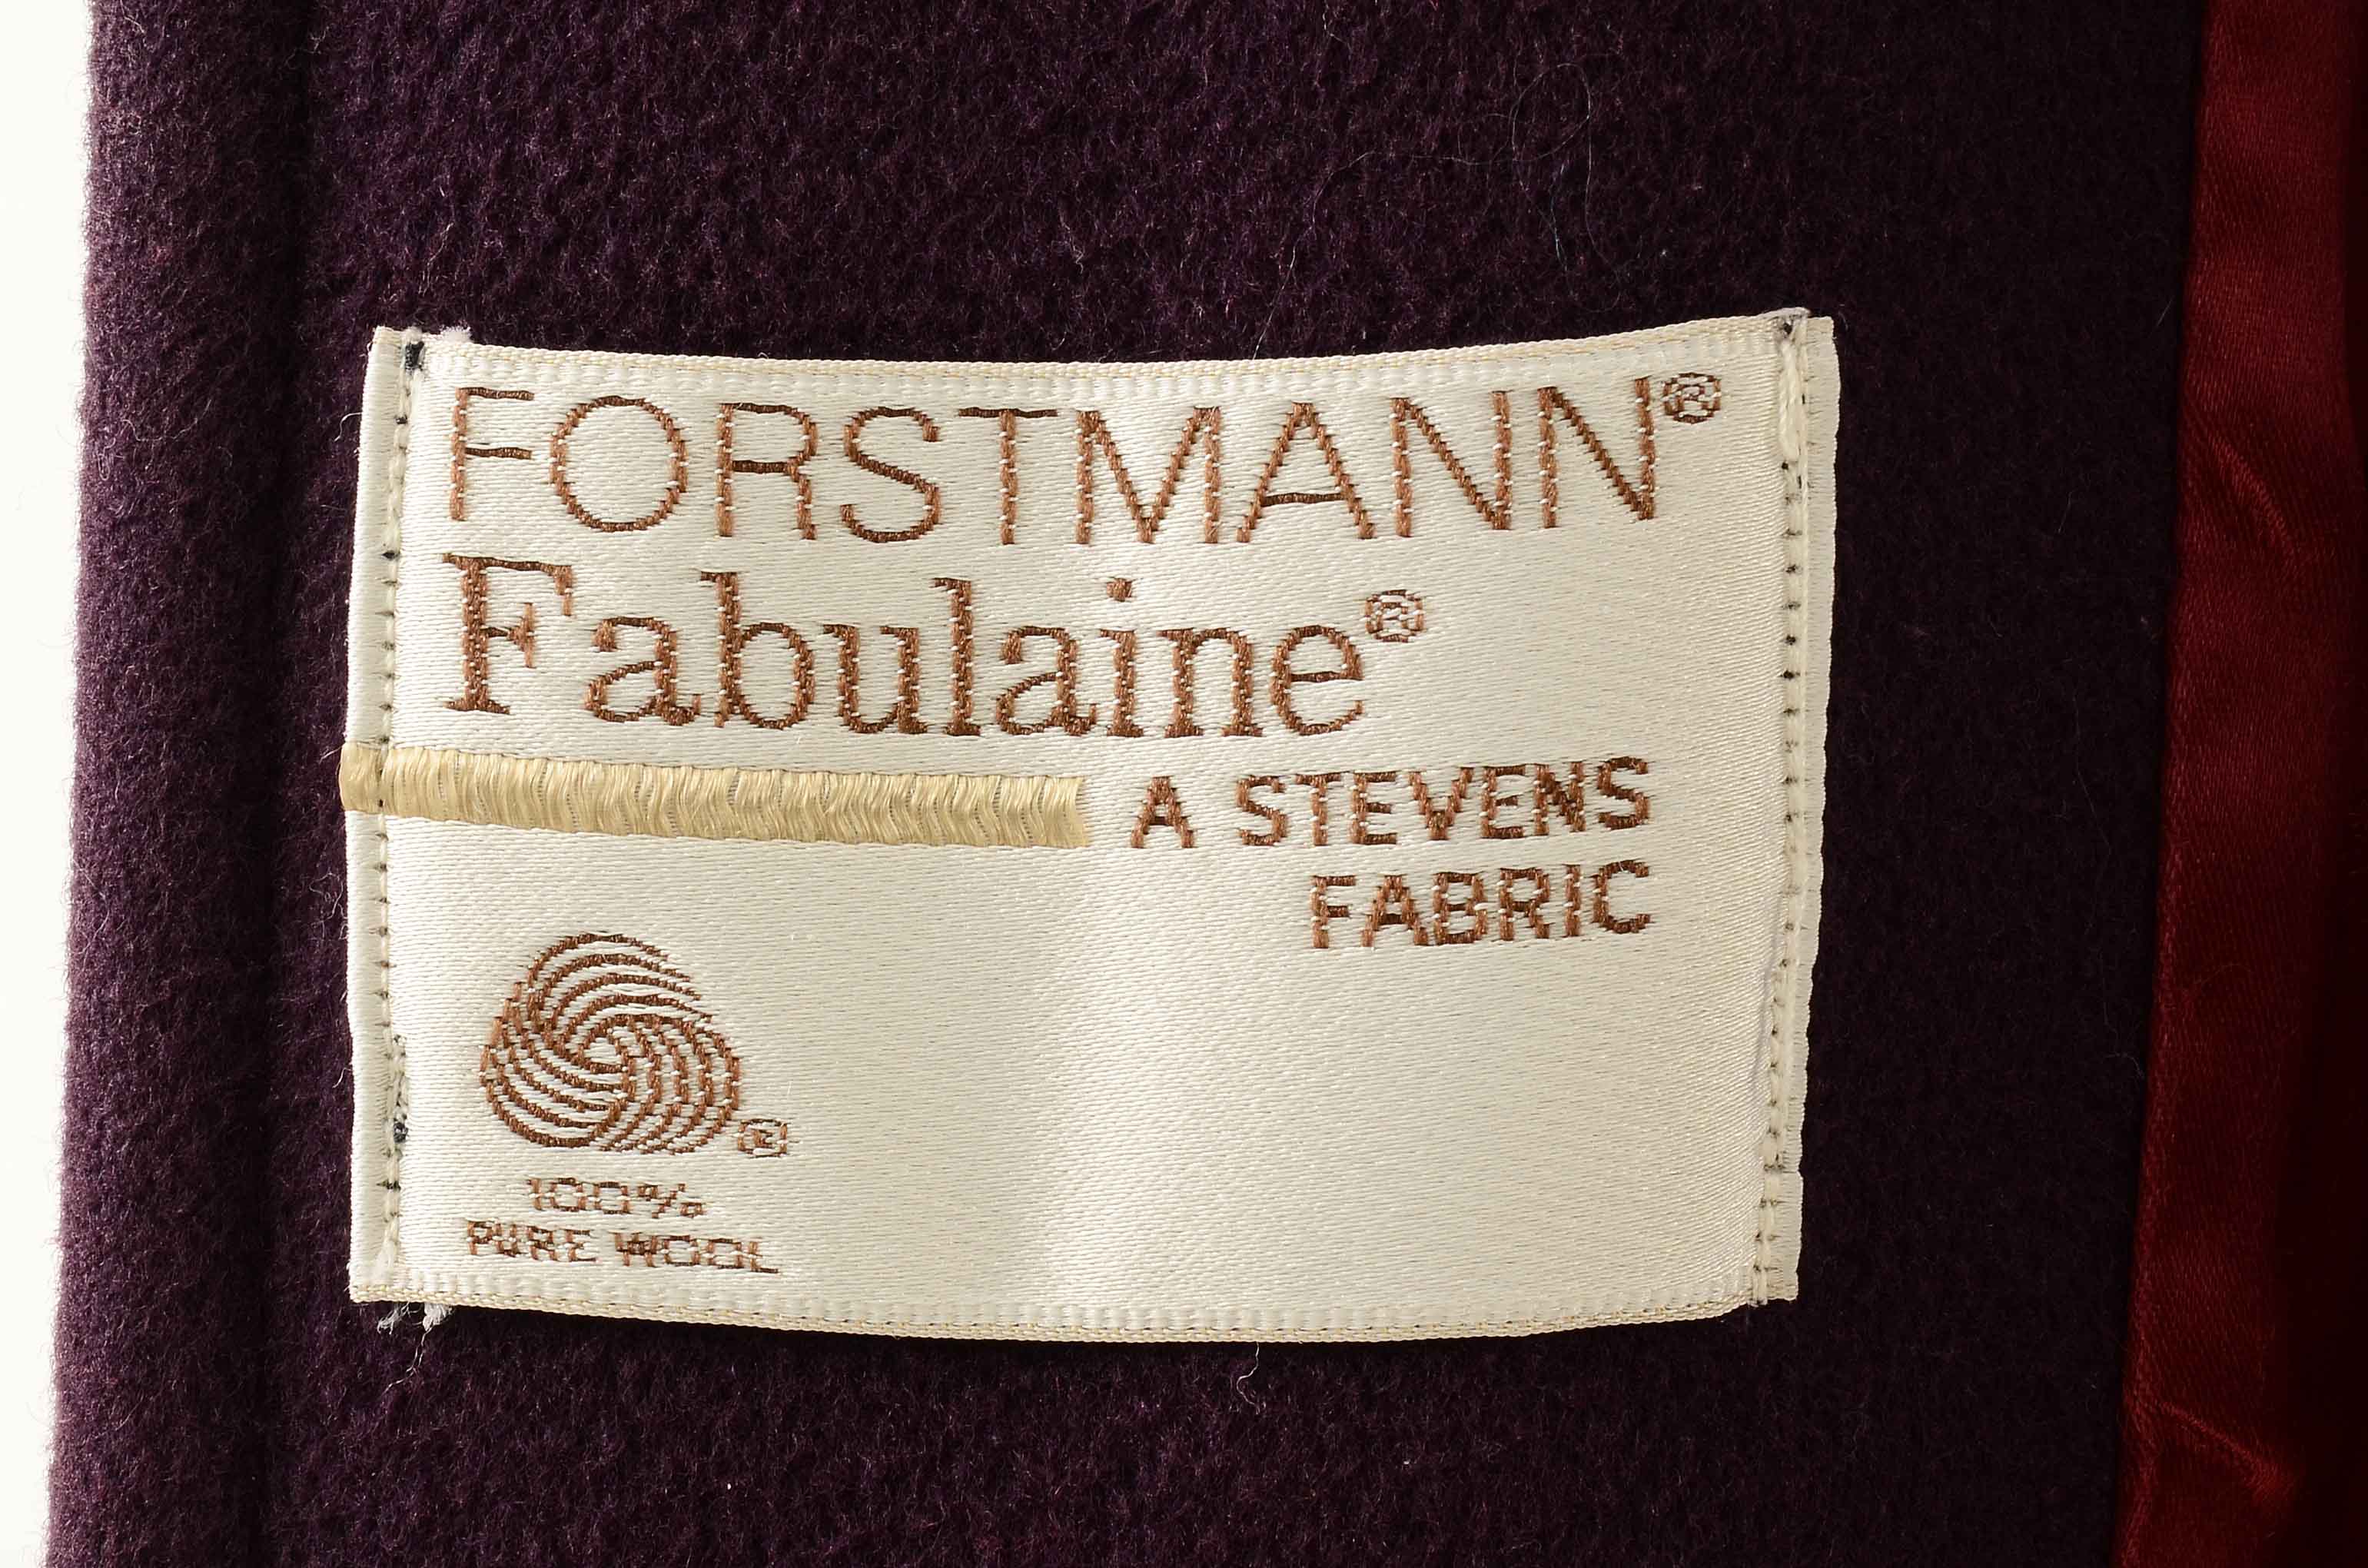 FORSTMANN®
Fabulaine®
A STEVENS
FABRIC
®
100%
PURE WOOL